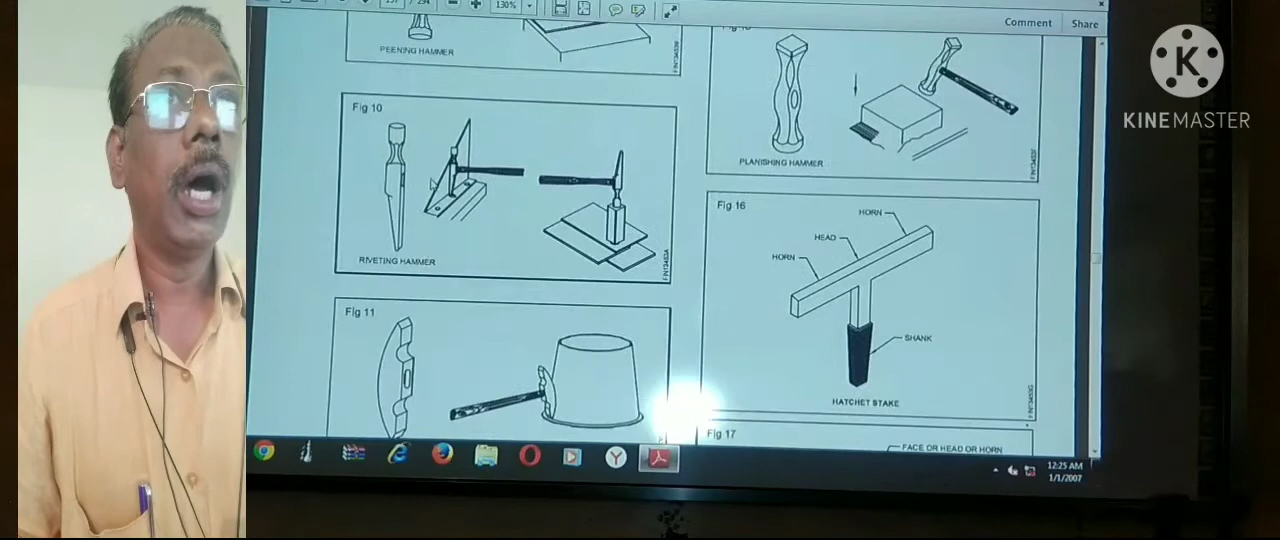 130%
Comment
Share
K
KINEMASTER
PEENING HAMMER
Fig 10
RIVETING HAMMER
Fig 11
PLANISHING HAMMER
Fig 16
HORN
HEAD
HORN
SHANK
HATCHET STAKE
Fig 17
FACE OR HEAD OR HORN
12:25 AM
1/1/2007